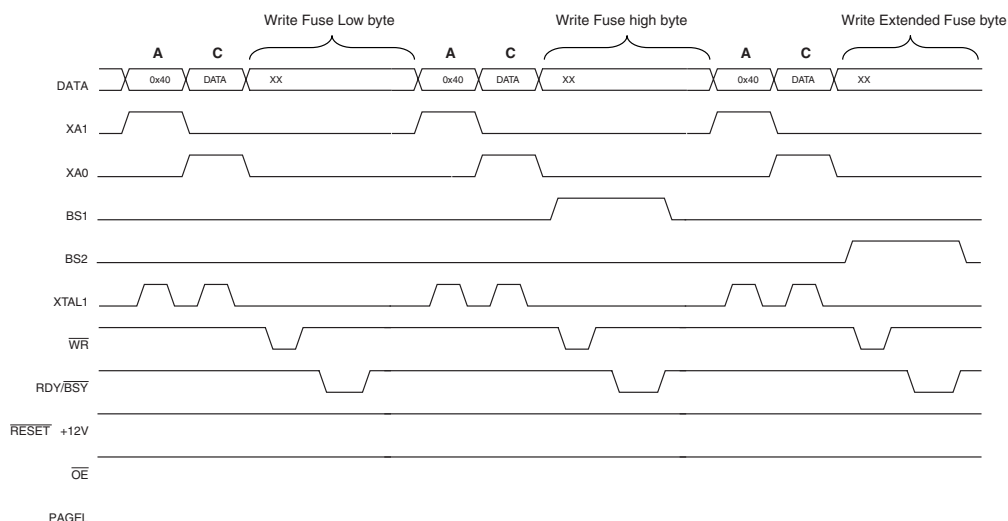 Write Fuse Low byte Write Fuse high byte Write Extended Fuse byte
A C A C A C
DATA 0x40 DATA XX 0x40 DATA XX 0x40 DATA XX
XA1
XA0
BS1
BS2
XTAL1
WR
RDY/BSY
RESET +12V
OE
PAGEL